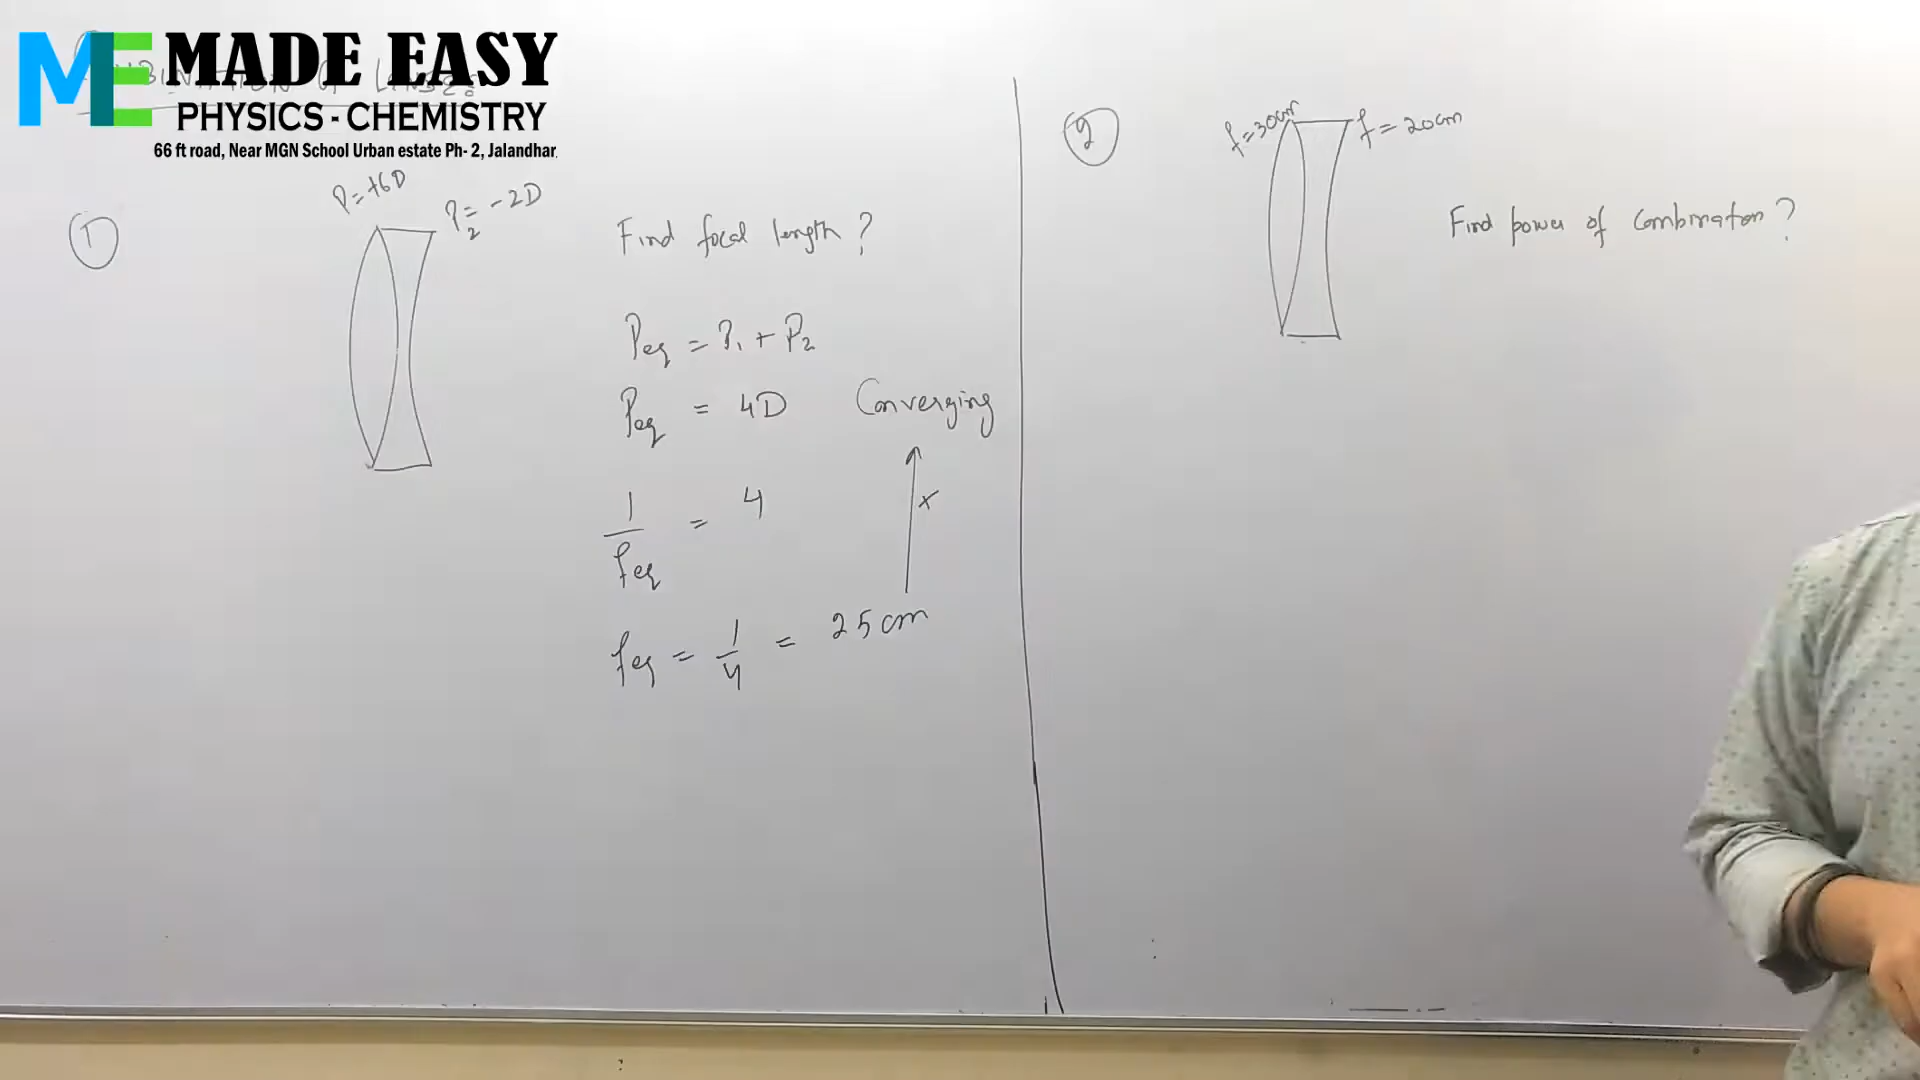 ME MADE EASY
PHYSICS - CHEMISTRY
66 ft road, Near MGN School Urban estate Ph- 2, Jalandhar.
1
P = +6D
P2 = -2D
Find focal length ?
Peq = P1 + P2
Peq = 4D Converging
1/feq = 4
+
feq = 1/4 = 25 cm
2
f = 30cm
f = 20cm
Find power of combination ?